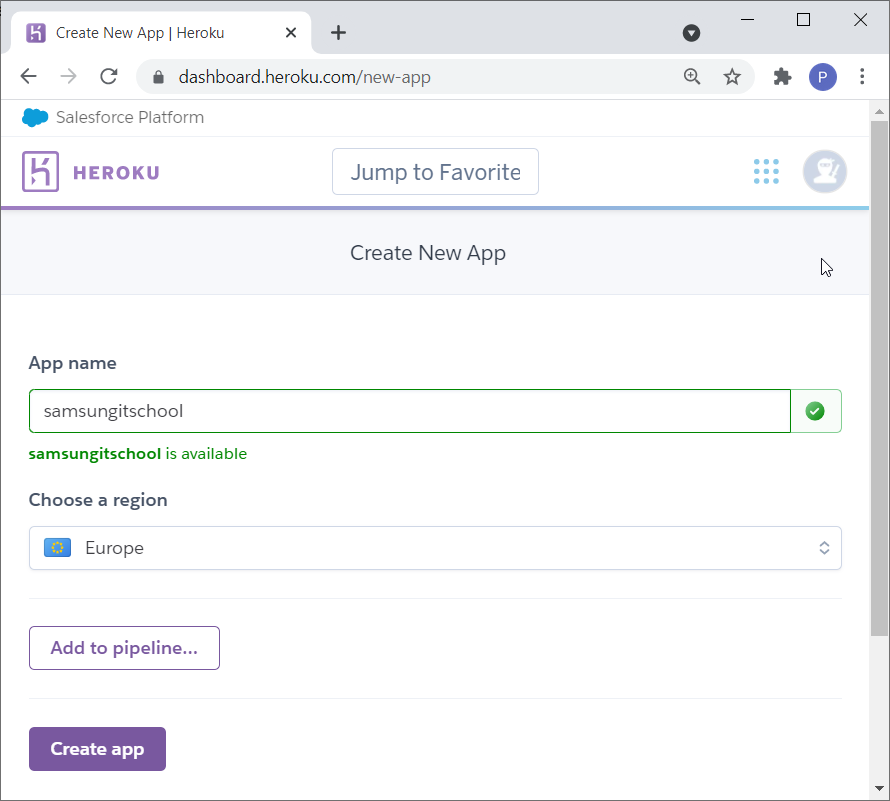 Create New App | Heroku
dashboard.heroku.com/new-app
P
Salesforce Platform
HEROKU
Jump to Favorite
Create New App
App name
samsungitschool
samsungitschool is available
Choose a region
Europe
Add to pipeline...
Create app